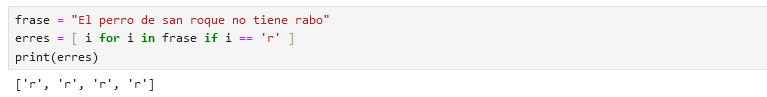 frase = "El perro de san roque no tiene rabo"
erres = [ i for i in frase if i == 'r' ]
print(erres)
['r', 'r', 'r', 'r']